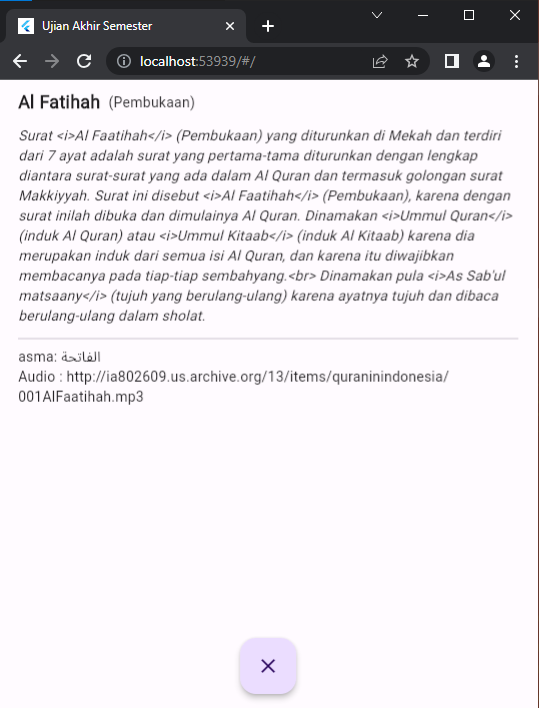 Ujian Akhir Semester
localhost:53939/#/
Al Fatihah (Pembukaan)
Surat <i>Al Faatihah</i> (Pembukaan) yang diturunkan di Mekah dan terdiri
dari 7 ayat adalah surat yang pertama-tama diturunkan dengan lengkap
diantara surat-surat yang ada dalam Al Quran dan termasuk golongan surat
Makkiyyah. Surat ini disebut <i>Al Faatihah</i> (Pembukaan), karena dengan
surat inilah dibuka dan dimulainya Al Quran. Dinamakan <i>Ummul Quran</i>
(induk Al Quran) atau <i>Ummul Kitaab</i> (induk Al Kitaab) karena dia
merupakan induk dari semua isi Al Quran, dan karena itu diwajibkan
membacanya pada tiap-tiap sembahyang.<br> Dinamakan pula <i>As Sab'ul
matsaany</i> (tujuh yang berulang-ulang) karena ayatnya tujuh dan dibaca
berulang-ulang dalam sholat.
asma: الفاتحة
Audio : http://ia802609.us.archive.org/13/items/quraninindonesia/
001AlFaatihah.mp3